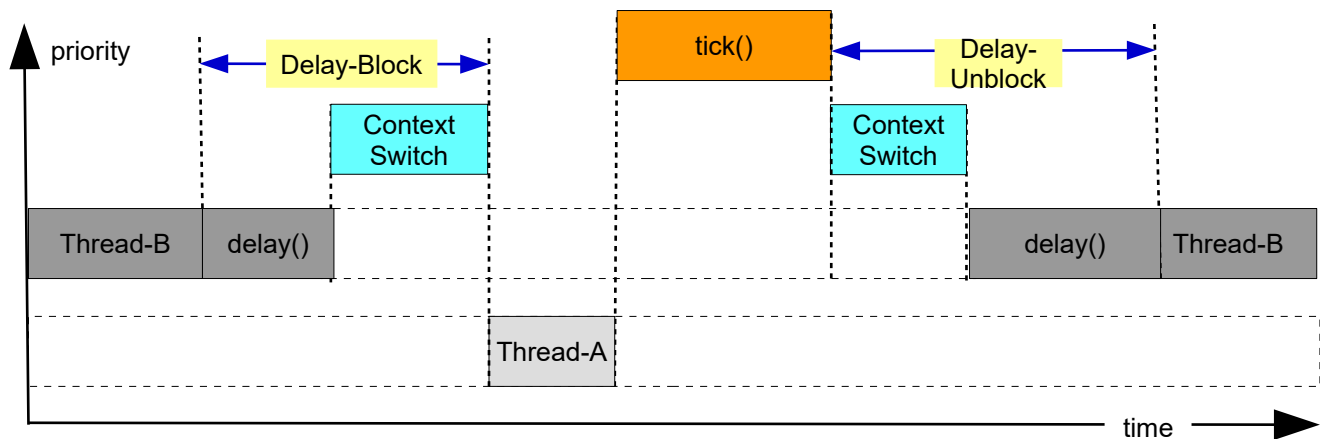 priority
Delay-Block
tick()
Delay-
Unblock
Context
Switch
Context
Switch
Thread-B
delay()
delay()
Thread-B
Thread-A
time